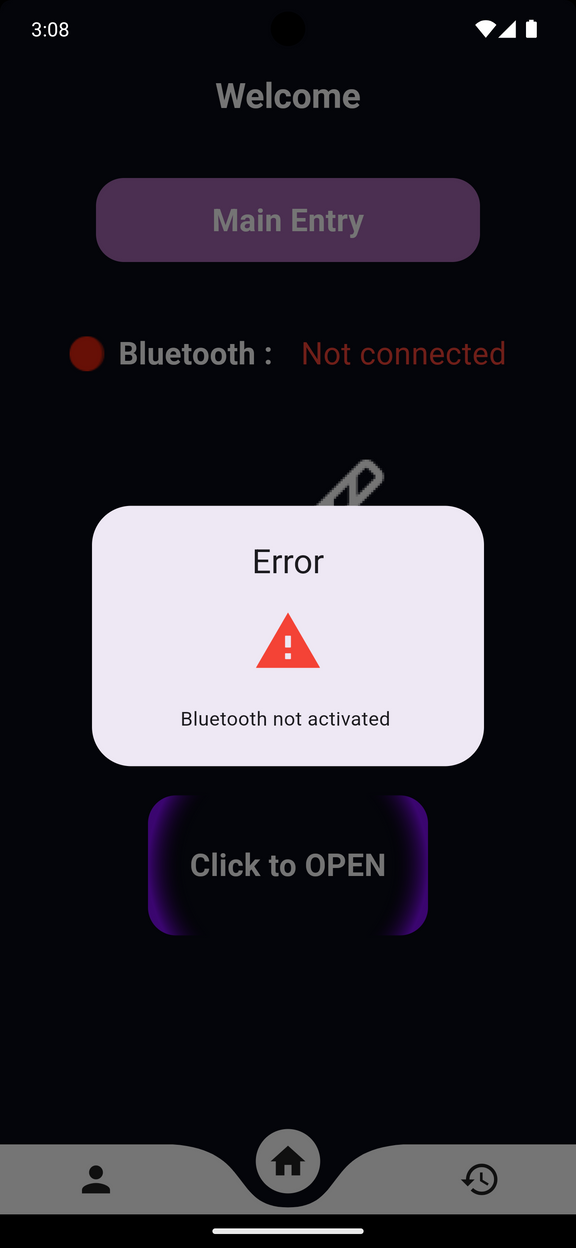 3:08
Welcome
Main Entry
Bluetooth : Not connected
Error
Bluetooth not activated
Click to OPEN